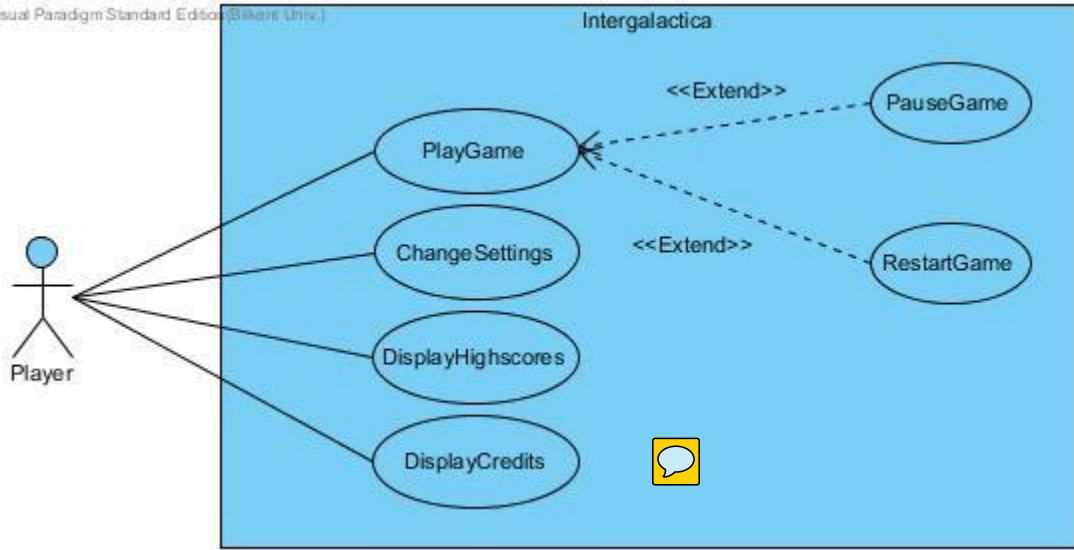 sual Paradigm Standard Edition(Bilkent Univ.)
Intergalactica
<<Extend>>
PauseGame
PlayGame
<<Extend>>
ChangeSettings
RestartGame
DisplayHighscores
Player
DisplayCredits